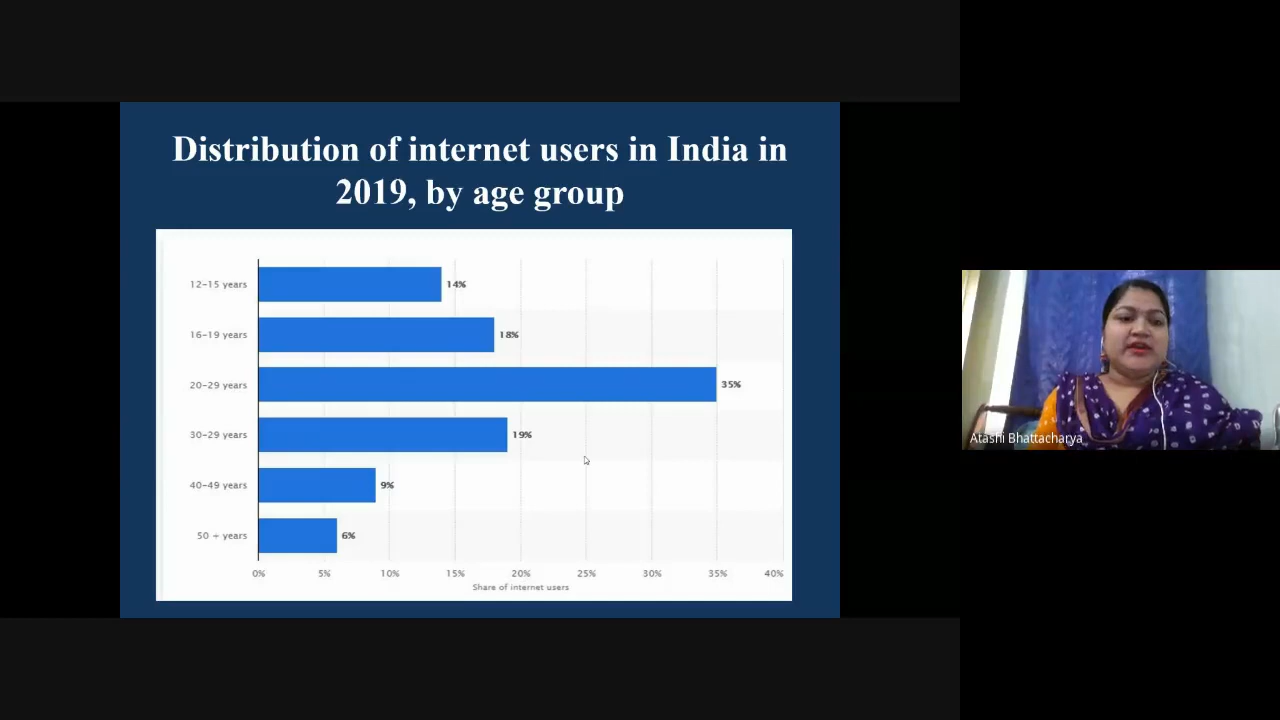 Distribution of internet users in India in
2019, by age group
12-15 years 14%
16-19 years 18%
20-29 years 35%
30-29 years 19%
40-49 years 9%
50 + years 6%
0% 5% 10% 15% 20% 25% 30% 35% 40%
Share of internet users
Atashi Bhattacharya